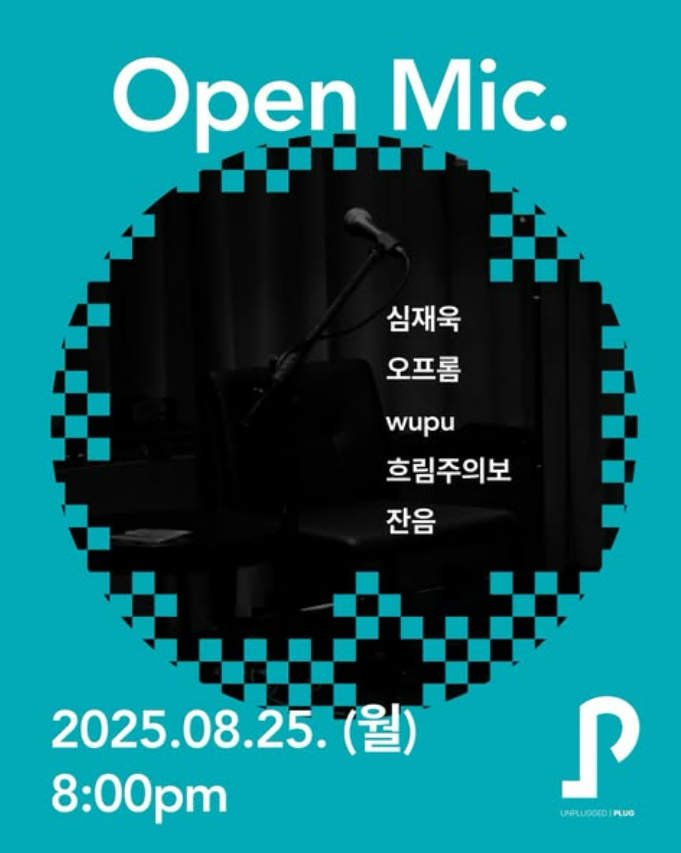 Open Mic.
심재욱
오프롬
wupu
흐림주의보
잔음
2025.08.25. (월)
8:00pm
UNPLUGGED | PLUG